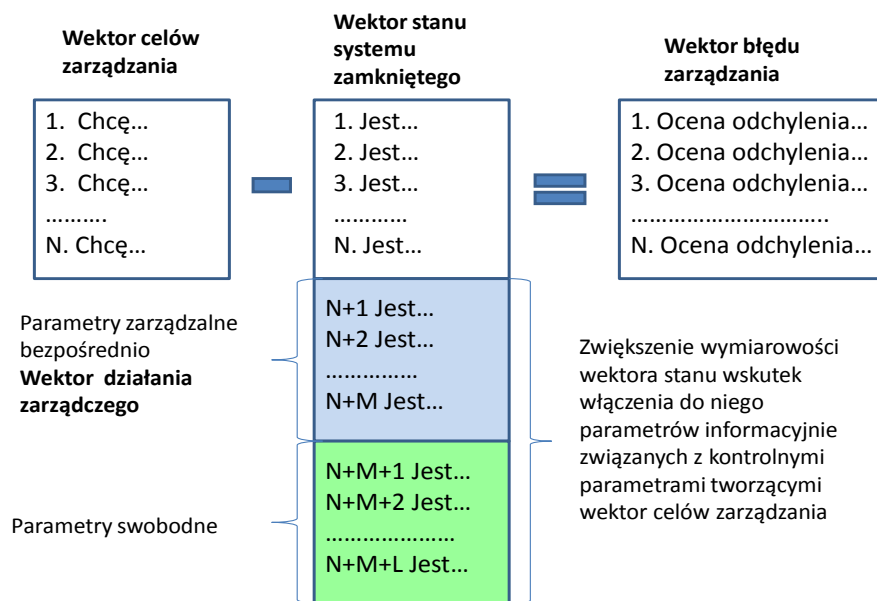 Wektor celów
zarządzania
Wektor stanu
systemu
zamkniętego
Wektor błędu
zarządzania
1. Chcę...
2. Chcę...
3. Chcę...
……….
N. Chcę...
1. Jest...
2. Jest...
3. Jest...
…………
N. Jest...
1. Ocena odchylenia...
2. Ocena odchylenia...
3. Ocena odchylenia...
………………………..
N. Ocena odchylenia...
Parametry zarządzalne
bezpośrednio
Wektor działania
zarządczego
N+1 Jest...
N+2 Jest...
……………
N+M Jest...
Parametry swobodne
N+M+1 Jest...
N+M+2 Jest...
…………………
N+M+L Jest...
Zwiększenie wymiarowości
wektora stanu wskutek
włączenia do niego
parametrów informacyjnie
związanych z kontrolnymi
parametrami tworzącymi
wektor celów zarządzania